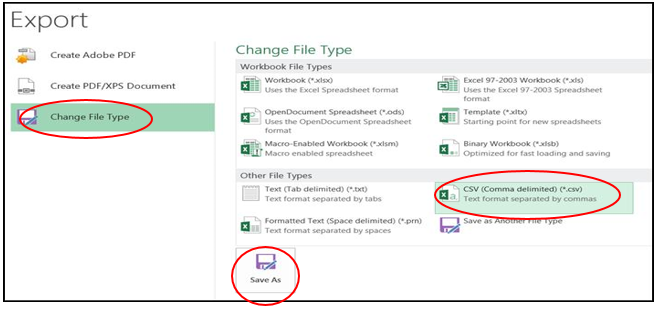 Export
Create Adobe PDF
Create PDF/XPS Document
Change File Type
Change File Type
Workbook File Types
Workbook (*.xlsx)
Uses the Excel Spreadsheet format
Excel 97-2003 Workbook (*.xls)
Uses the Excel 97-2003 Spreadsheet
format
OpenDocument Spreadsheet (*.ods)
Uses the OpenDocument Spreadsheet
format
Template (*.xltx)
Starting point for new spreadsheets
Macro-Enabled Workbook (*.xlsm)
Macro enabled spreadsheet
Binary Workbook (*.xlsb)
Optimized for fast loading and saving
Other File Types
Text (Tab delimited) (*.txt)
Text format separated by tabs
CSV (Comma delimited) (*.csv)
Text format separated by commas
Formatted Text (Space delimited) (*.prn)
Text format separated by spaces
Save as Another File Type
Save As